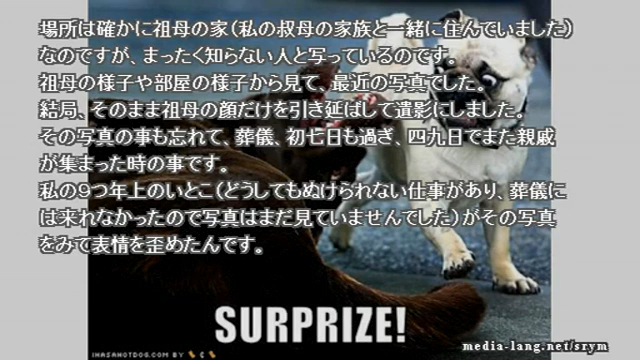 場所は確かに祖母の家(私の叔母の家族と一緒に住んでいました)
なのですが、まったく知らない人と写っているのです。
祖母の様子や部屋の様子から見て、最近の写真でした。
結局、そのまま祖母の顔だけを引き延ばして遺影にしました。
その写真の事も忘れて、葬儀、初七日も過ぎ、四九日でまた親戚
が集まった時の事です。
私の9つ年上のいとこ(どうしてもぬけられない仕事があり、葬儀に
は来れなかったので写真はまだ見ていませんでした)がその写真
をみて表情を歪めたんです。
SURPRIZE!
IHASAHOTDOG.COM BY
media-lang.net/srym